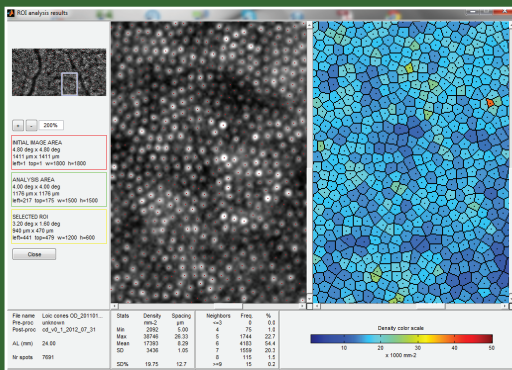 ROI analysis results
+ - 200%
INITIAL IMAGE AREA
4.80 deg x 4.80 deg
1411 µm x 1411 µm
left=1 top=1 w=1800 h=1800
ANALYSIS AREA
4.00 deg x 4.00 deg
1176 µm x 1176 µm
left=217 top=175 w=1500 h=1500
SELECTED ROI
3.20 deg x 1.60 deg
940 µm x 470 µm
left=441 top=479 w=1200 h=600
Close
File name Loic cones OD_201101...
Pre-proc unknown
Post-proc cd_v0_1_2012_07_31
AL (mm) 24.00
Nr spots 7691
Stats Density Spacing
mm-2 µm
Min 2092 5.00
Max 38746 26.33
Mean 17393 8.29
SD 3436 1.05
SD% 19.75 12.7
Neighbors Freq. %
<=3 0 0.0
4 75 1.0
5 1744 22.7
6 4183 54.4
7 1559 20.3
8 115 1.5
>=9 15 0.2
Density color scale
10 20 30 40 50
x 1000 mm-2